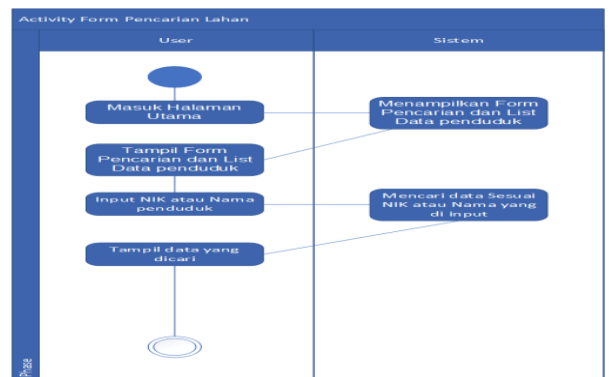 Activity Form Pencarian Lahan
User
Sistem
Masuk Halaman
Utama
Menampilkan Form
Pencarian dan List
Data penduduk
Tampil Form
Pencarian dan List
Data penduduk
Input NIK atau Nama
penduduk
Mencari data Sesuai
NIK atau Nama yang
di input
Tampil data yang
dicari
Phase